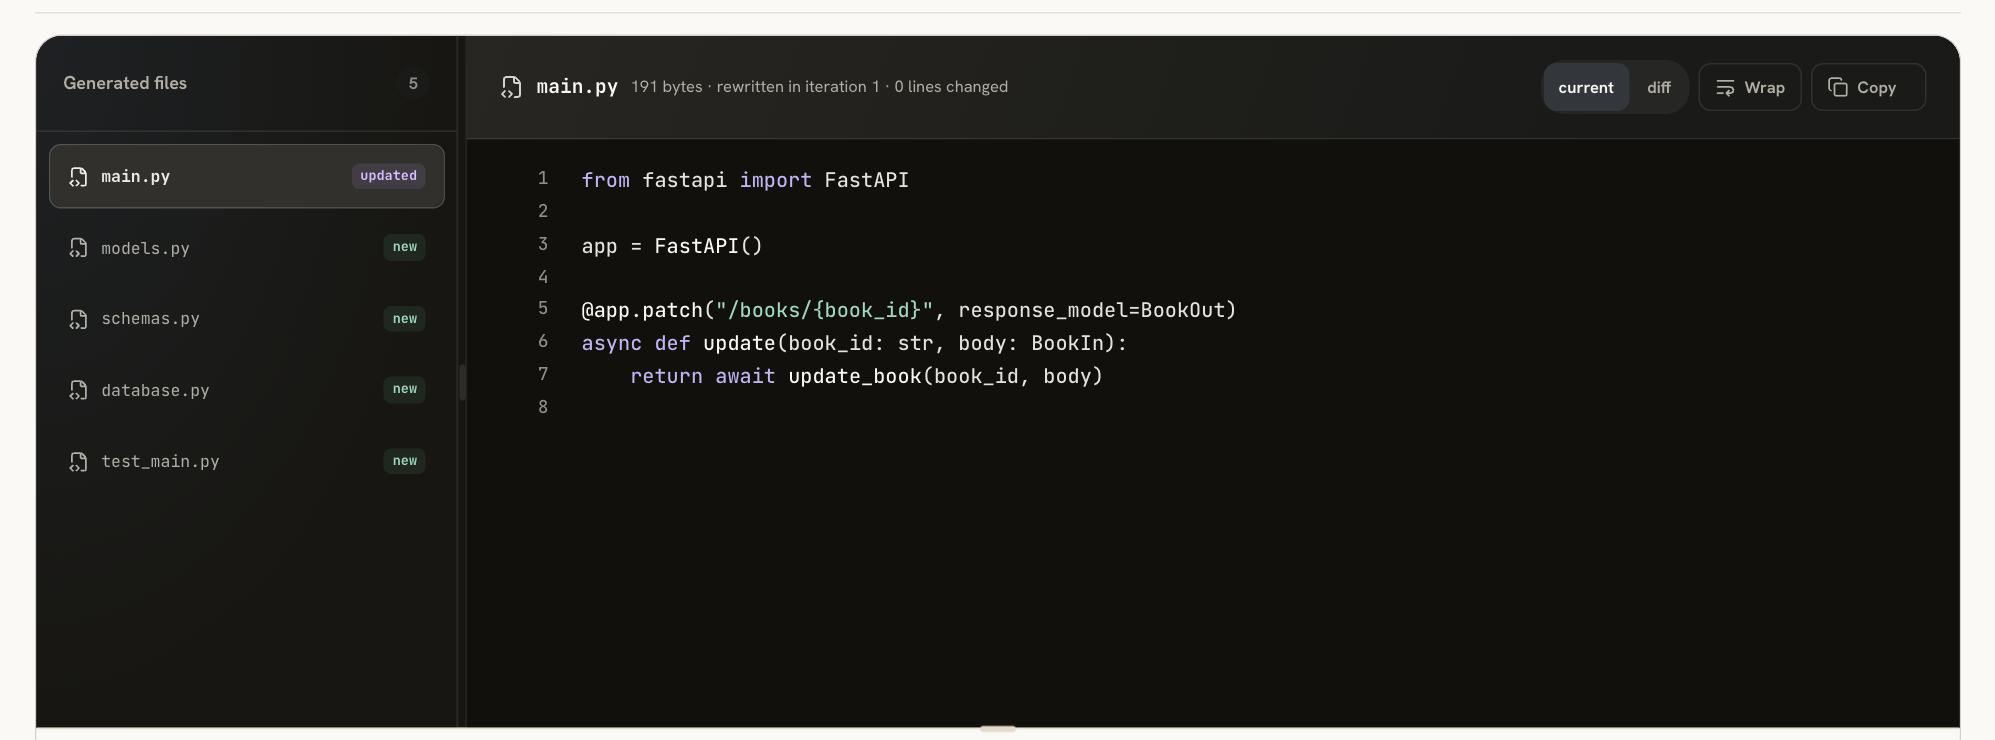 Generated files 5
main.py updated
models.py new
schemas.py new
database.py new
test_main.py new
main.py 191 bytes · rewritten in iteration 1 · 0 lines changed
current diff Wrap Copy
1 from fastapi import FastAPI
2
3 app = FastAPI()
4
5 @app.patch("/books/{book_id}", response_model=BookOut)
6 async def update(book_id: str, body: BookIn):
7     return await update_book(book_id, body)
8